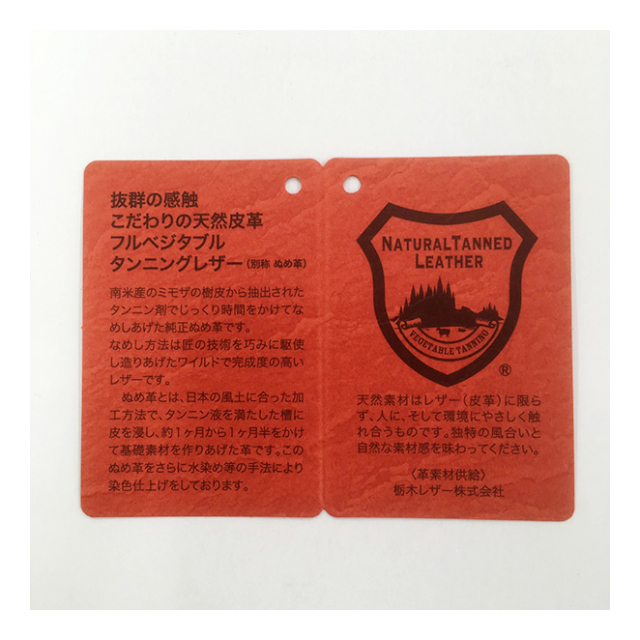 抜群の感触
こだわりの天然皮革
フルベジタブル
タンニングレザー（別称 ぬめ革）
南米産のミモザの樹皮から抽出された
タンニン剤でじっくり時間をかけてな
めしあげた純正ぬめ革です。
なめし方法は匠の技術を巧みに駆使
し造りあげたワイルドで完成度の高い
レザーです。
ぬめ革とは、日本の風土に合った加
工方法で、タンニン液を満たした槽に
皮を浸し、約1ヶ月から1ヶ月半をかけ
て基礎素材を作りあげた革です。この
ぬめ革をさらに水染め等の手法により
染色仕上げをしております。
NATURAL TANNED
LEATHER
VEGETABLE TANNING
®
天然素材はレザー（皮革）に限ら
ず、人に、そして環境にやさしく触
れ合うものです。独特の風合いと
自然な素材感を味わってください。
〈革素材供給〉
栃木レザー株式会社